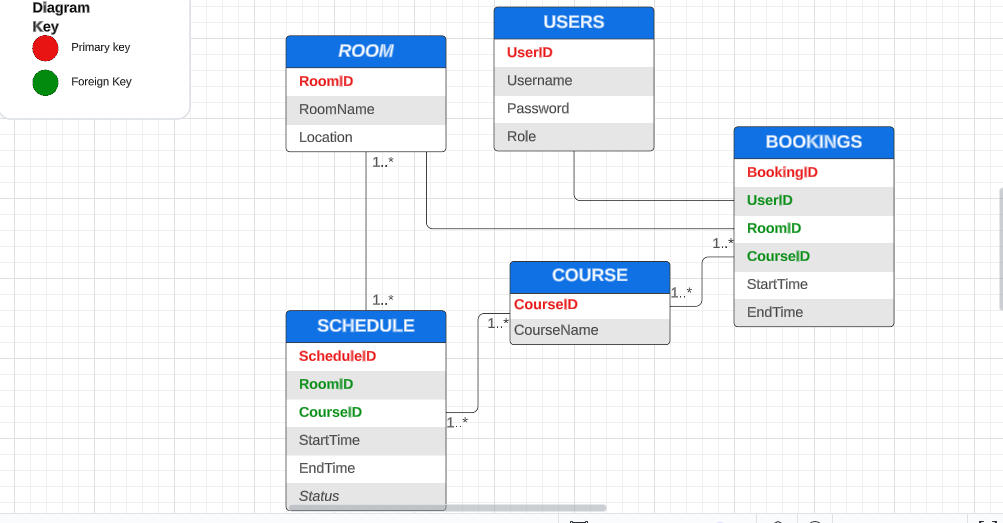 Diagram
Key
Primary key
Foreign Key
ROOM
RoomID
RoomName
Location
USERS
UserID
Username
Password
Role
BOOKINGS
BookingID
UserID
RoomID
CourseID
StartTime
EndTime
COURSE
CourseID
CourseName
SCHEDULE
ScheduleID
RoomID
CourseID
StartTime
EndTime
Status
1..*
1..*
1..*
1..*
1..*
1..*